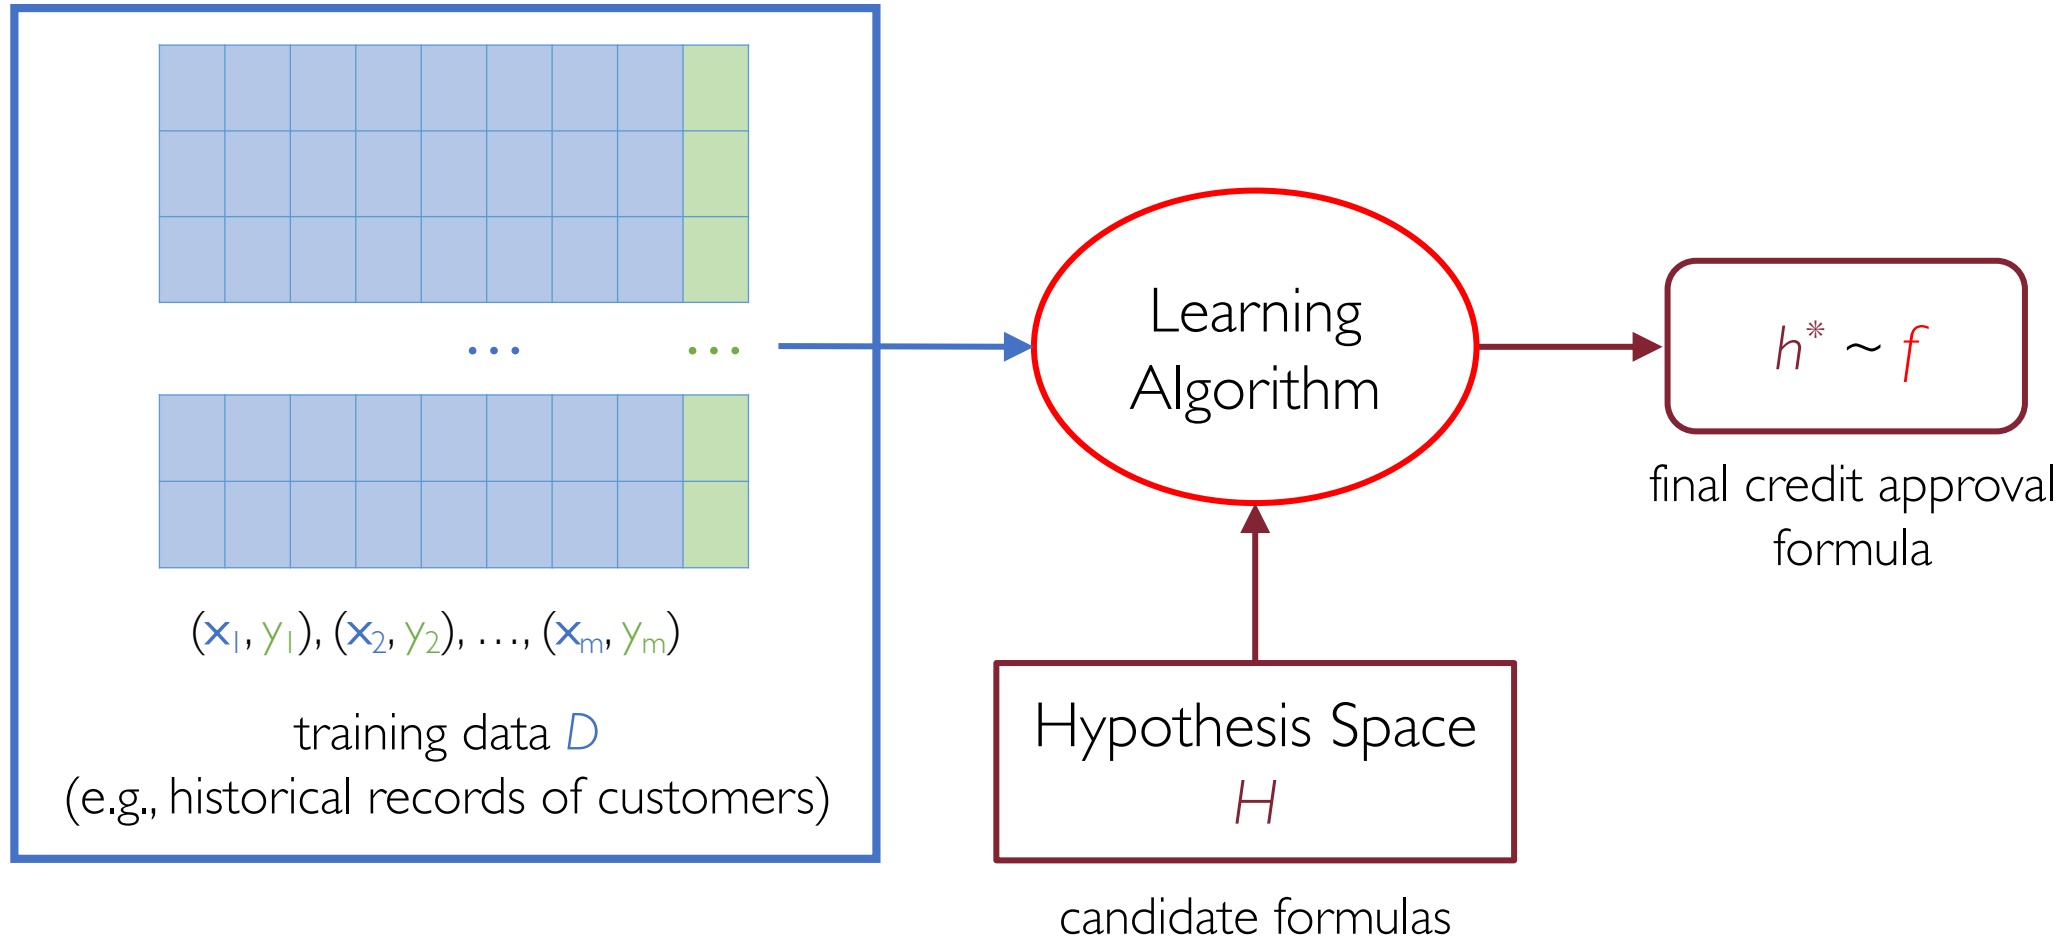 ... ...
(x₁, y₁), (x₂, y₂), ..., (xₘ, yₘ)
training data D
(e.g., historical records of customers)
Learning
Algorithm
Hypothesis Space
H
candidate formulas
h* ~ f
final credit approval
formula